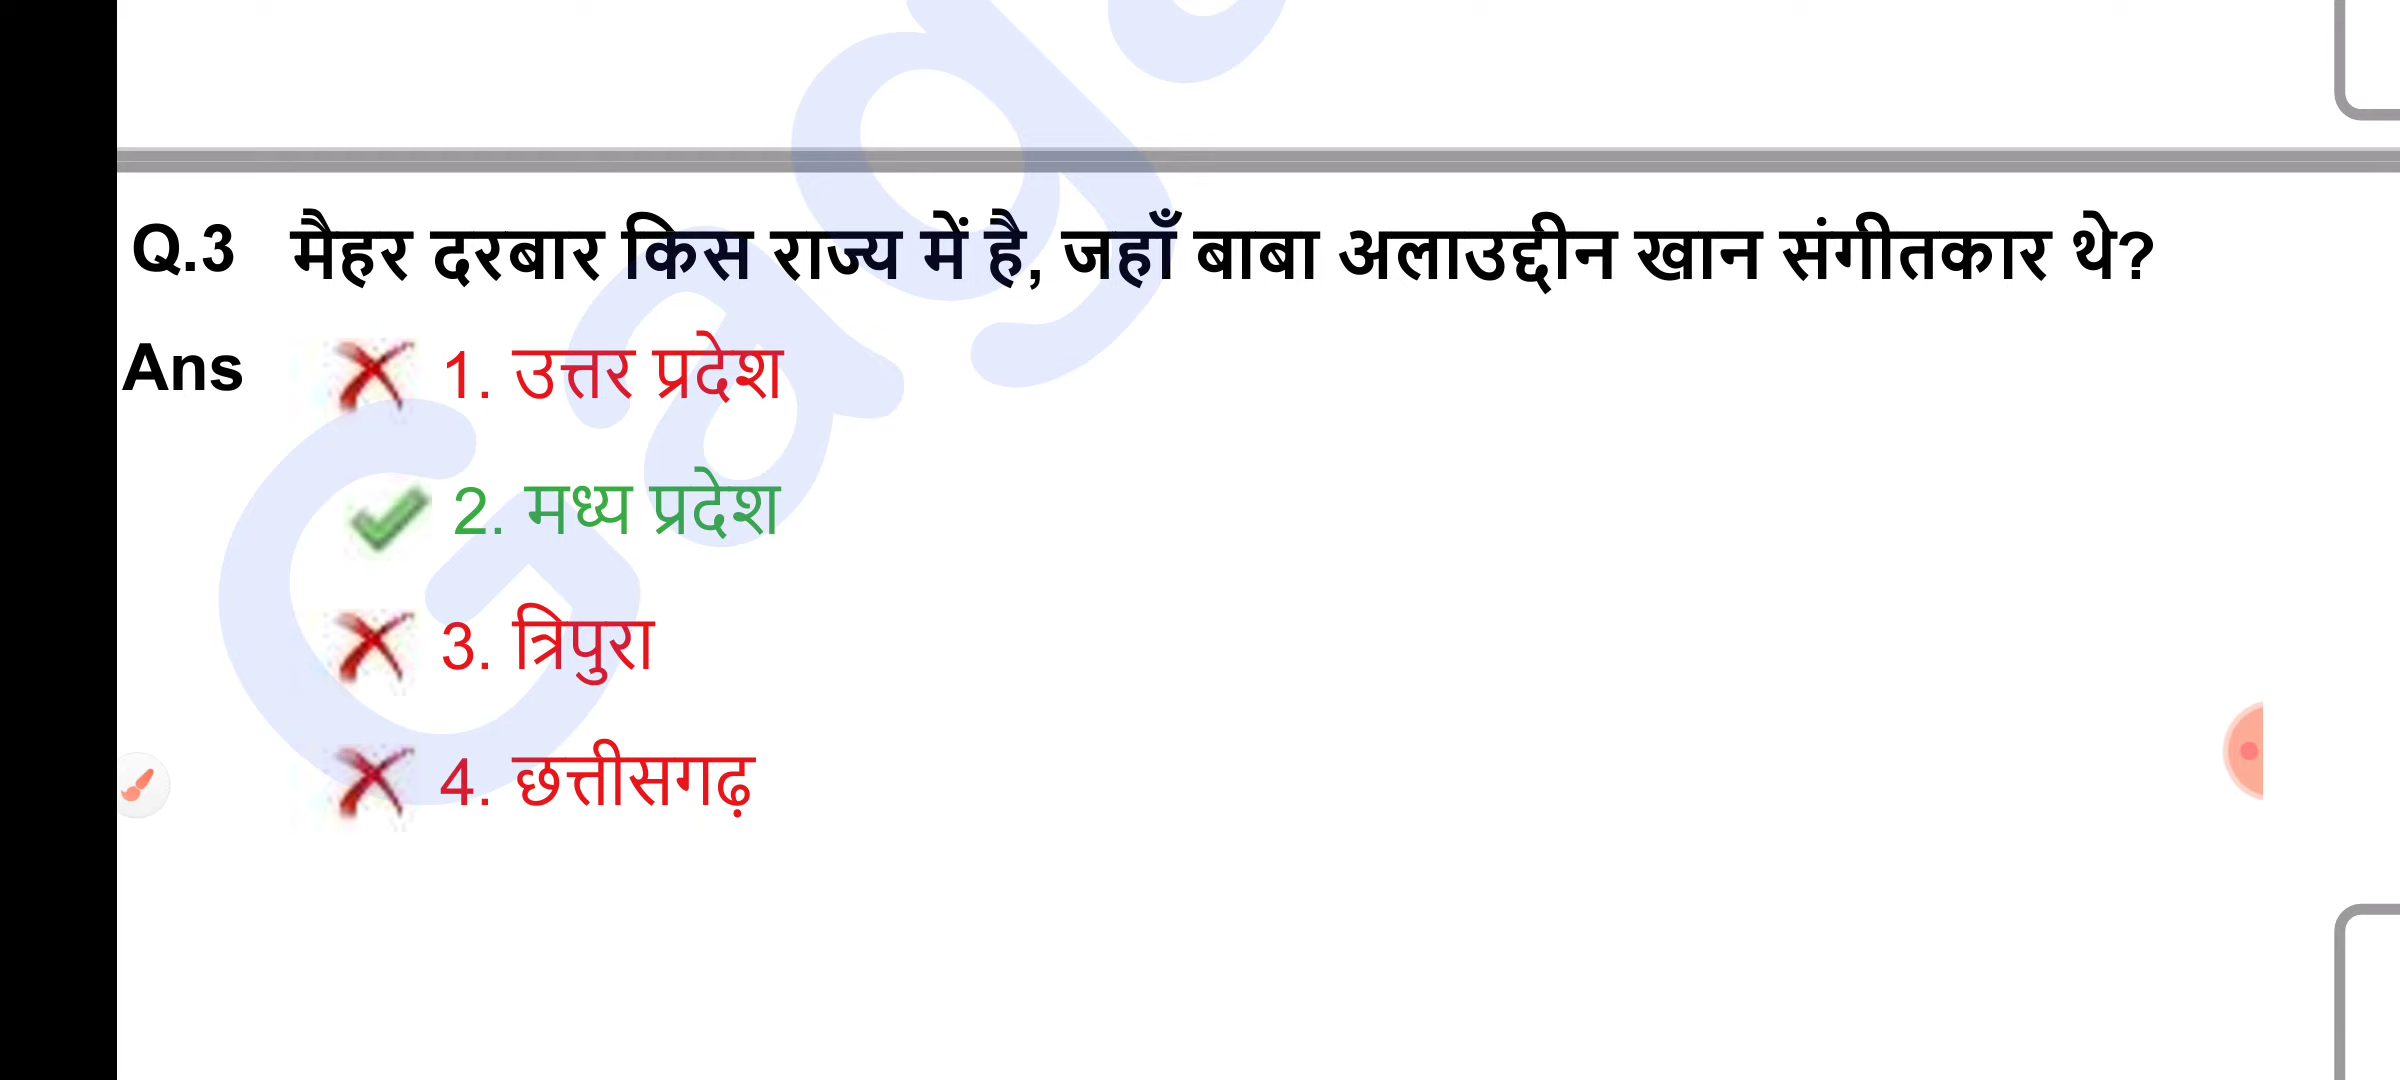 Q.3 मैहर दरबार किस राज्य में है, जहाँ बाबा अलाउद्दीन खान संगीतकार थे?
Ans 1. उत्तर प्रदेश
2. मध्य प्रदेश
3. त्रिपुरा
4. छत्तीसगढ़